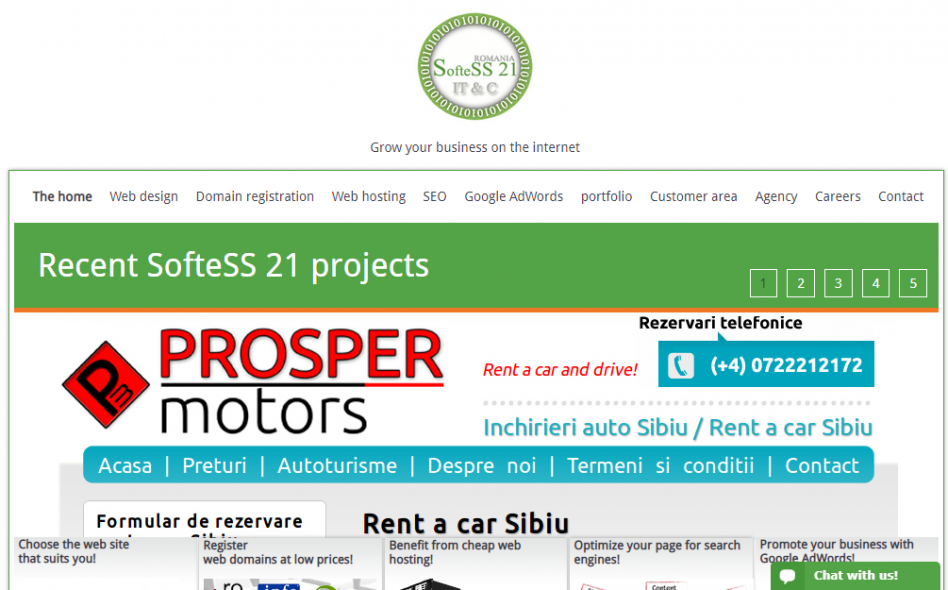 ROMANIA
SofteSS 21
IT & C
Grow your business on the internet
The home Web design Domain registration Web hosting SEO Google AdWords portfolio Customer area Agency Careers Contact
Recent SofteSS 21 projects
1 2 3 4 5
Rezervari telefonice
PROSPER
motors
Rent a car and drive!
(+4) 0722212172
Inchirieri auto Sibiu / Rent a car Sibiu
Acasa | Preturi | Autoturisme | Despre noi | Termeni si conditii | Contact
Formular de rezervare
Rent a car Sibiu
Choose the web site
that suits you!
Register
web domains at low prices!
Benefit from cheap web
hosting!
Optimize your page for search
engines!
Promote your business with
Google AdWords!
.ro
info
Content
Chat with us!